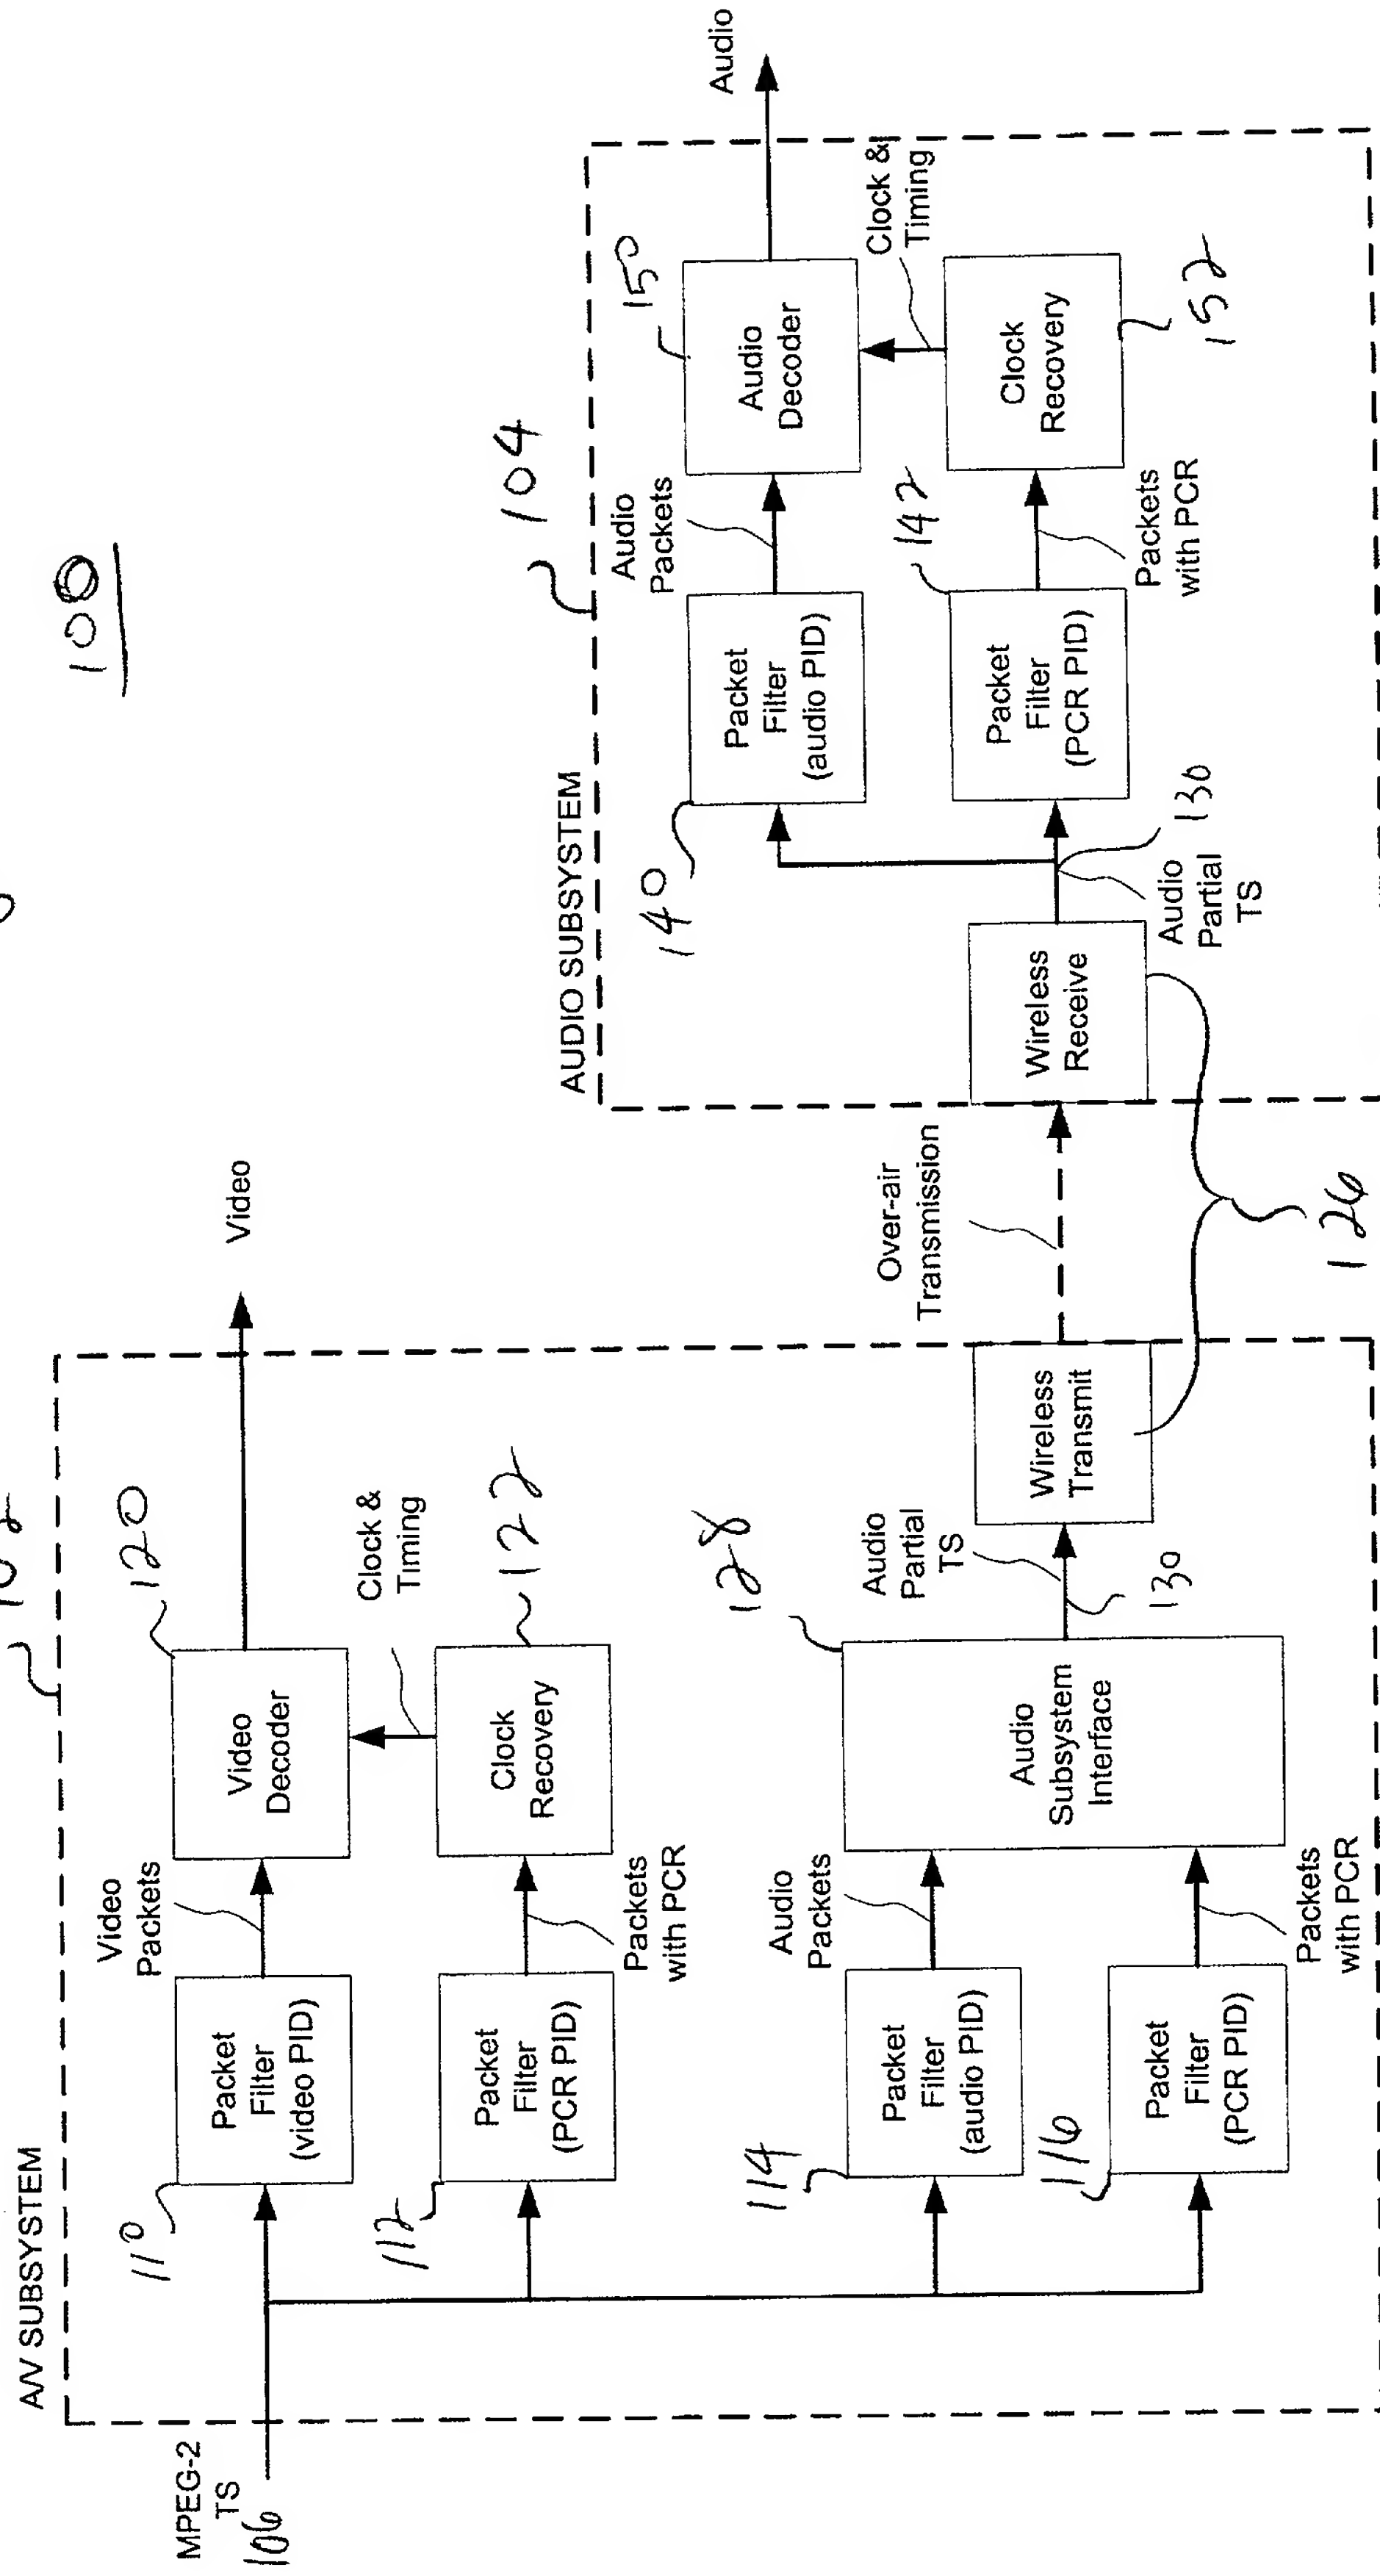 100
102
A/V SUBSYSTEM
MPEG-2
TS
106
110
Packet
Filter
(video PID)
Video
Packets
120
Video
Decoder
Video
112
Packet
Filter
(PCR PID)
Packets
with PCR
Clock
Recovery
122
Clock &
Timing
114
Packet
Filter
(audio PID)
Audio
Packets
116
Packet
Filter
(PCR PID)
Packets
with PCR
128
Audio
Subsystem
Interface
Audio
Partial
TS
130
Wireless
Transmit
Over-air
Transmission
126
AUDIO SUBSYSTEM
104
Wireless
Receive
Audio
Partial
TS
130
140
Packet
Filter
(audio PID)
Audio
Packets
150
Audio
Decoder
Audio
142
Packet
Filter
(PCR PID)
Packets
with PCR
Clock
Recovery
152
Clock &
Timing